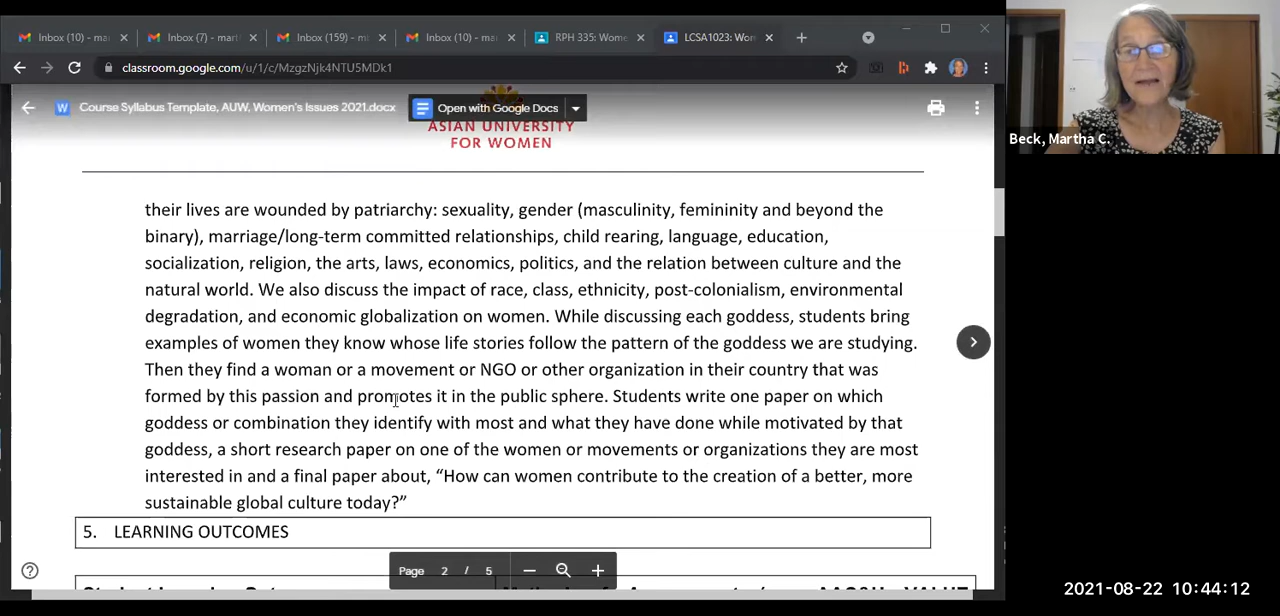 Inbox (10) - ma
Inbox (7) - mart
Inbox (159) - m
Inbox (10) - ma
RPH 335: Wome
LCSA1023: Wom
classroom.google.com/u/1/c/MzgzNjk4NTU5MDk1
Course Syllabus Template, AUW, Women's Issues 2021.docx
Open with Google Docs
ASIAN UNIVERSITY
FOR WOMEN
Beck, Martha C.
their lives are wounded by patriarchy: sexuality, gender (masculinity, femininity and beyond the
binary), marriage/long-term committed relationships, child rearing, language, education,
socialization, religion, the arts, laws, economics, politics, and the relation between culture and the
natural world. We also discuss the impact of race, class, ethnicity, post-colonialism, environmental
degradation, and economic globalization on women. While discussing each goddess, students bring
examples of women they know whose life stories follow the pattern of the goddess we are studying.
Then they find a woman or a movement or NGO or other organization in their country that was
formed by this passion and promotes it in the public sphere. Students write one paper on which
goddess or combination they identify with most and what they have done while motivated by that
goddess, a short research paper on one of the women or movements or organizations they are most
interested in and a final paper about, “How can women contribute to the creation of a better, more
sustainable global culture today?”
5. LEARNING OUTCOMES
Page 2 / 5
2021-08-22 10:44:12